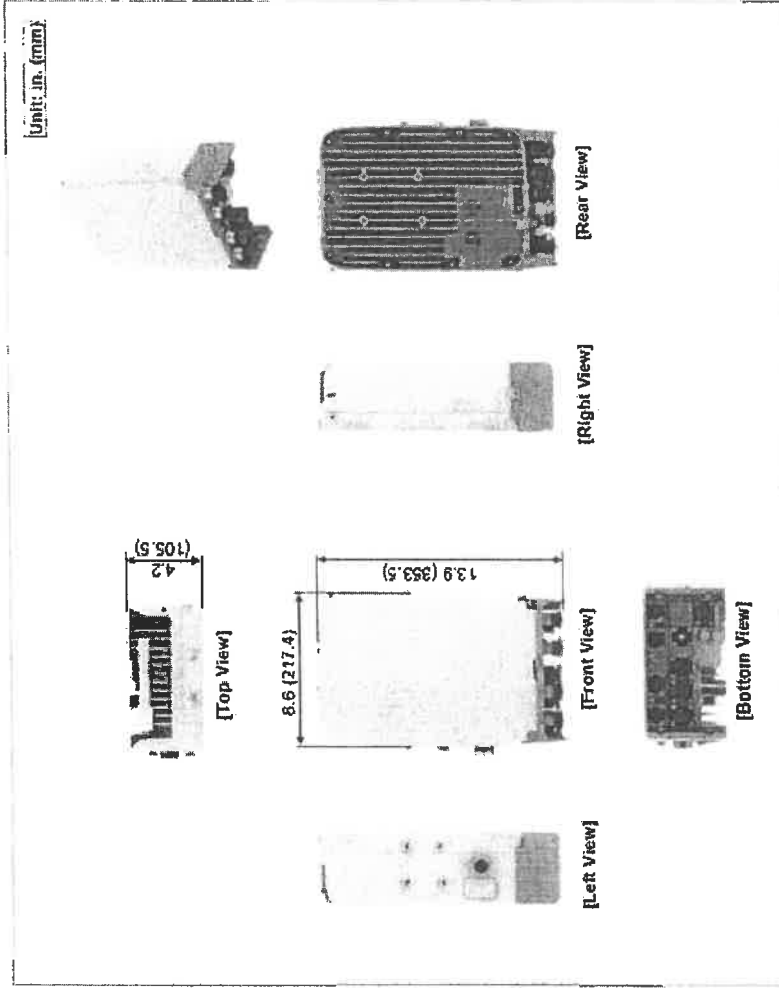 Unit: in. (mm)
4.2
(105.5)
[Top View]
8.6 (217.4)
13.9 (353.5)
[Left View]
[Front View]
[Right View]
[Rear View]
[Bottom View]